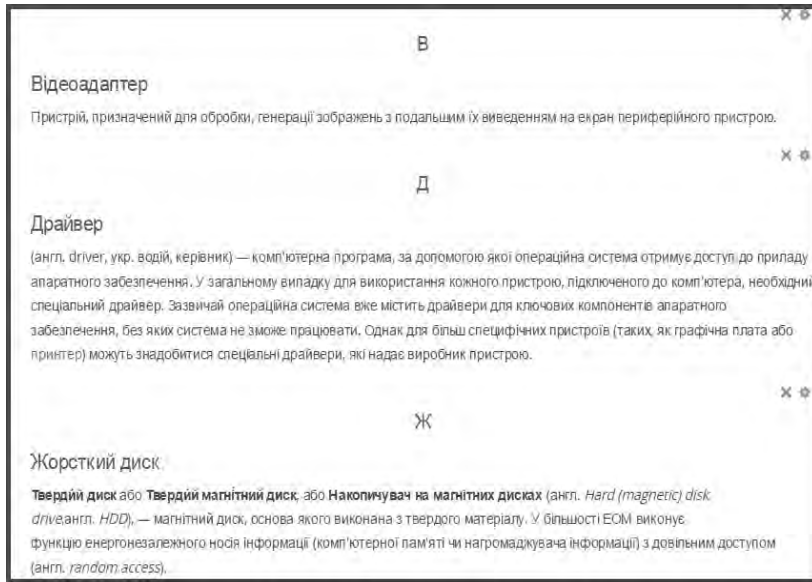 В
Відеоадаптер
Пристрій, призначений для обробки, генерації зображень з подальшим їх виведенням на екран периферійного пристрою.
Д
Драйвер
(англ. driver, укр. водій, керівник) — комп'ютерна програма, за допомогою якої операційна система отримує доступ до приладу
апаратного забезпечення. У загальному випадку для використання кожного пристрою, підключеного до комп'ютера, необхідний
спеціальний драйвер. Зазвичай операційна система вже містить драйвери для ключових компонентів апаратного
забезпечення, без яких система не зможе працювати. Однак для більш специфічних пристроїв (таких, як графічна плата або
принтер) можуть знадобитися спеціальні драйвери, які надає виробник пристрою.
Ж
Жорсткий диск
Тверди́й диск або Тверди́й магні́тний диск, або Накопичувач на магнітних дисках (англ. Hard (magnetic) disk
drive,англ. HDD), — магнітний диск, основа якого виконана з твердого матеріалу. У більшості ЕОМ виконує
функцію енергонезалежного носія інформації (комп'ютерної пам'яті чи нагромаджувача інформації) з довільним доступом
(англ. random access).